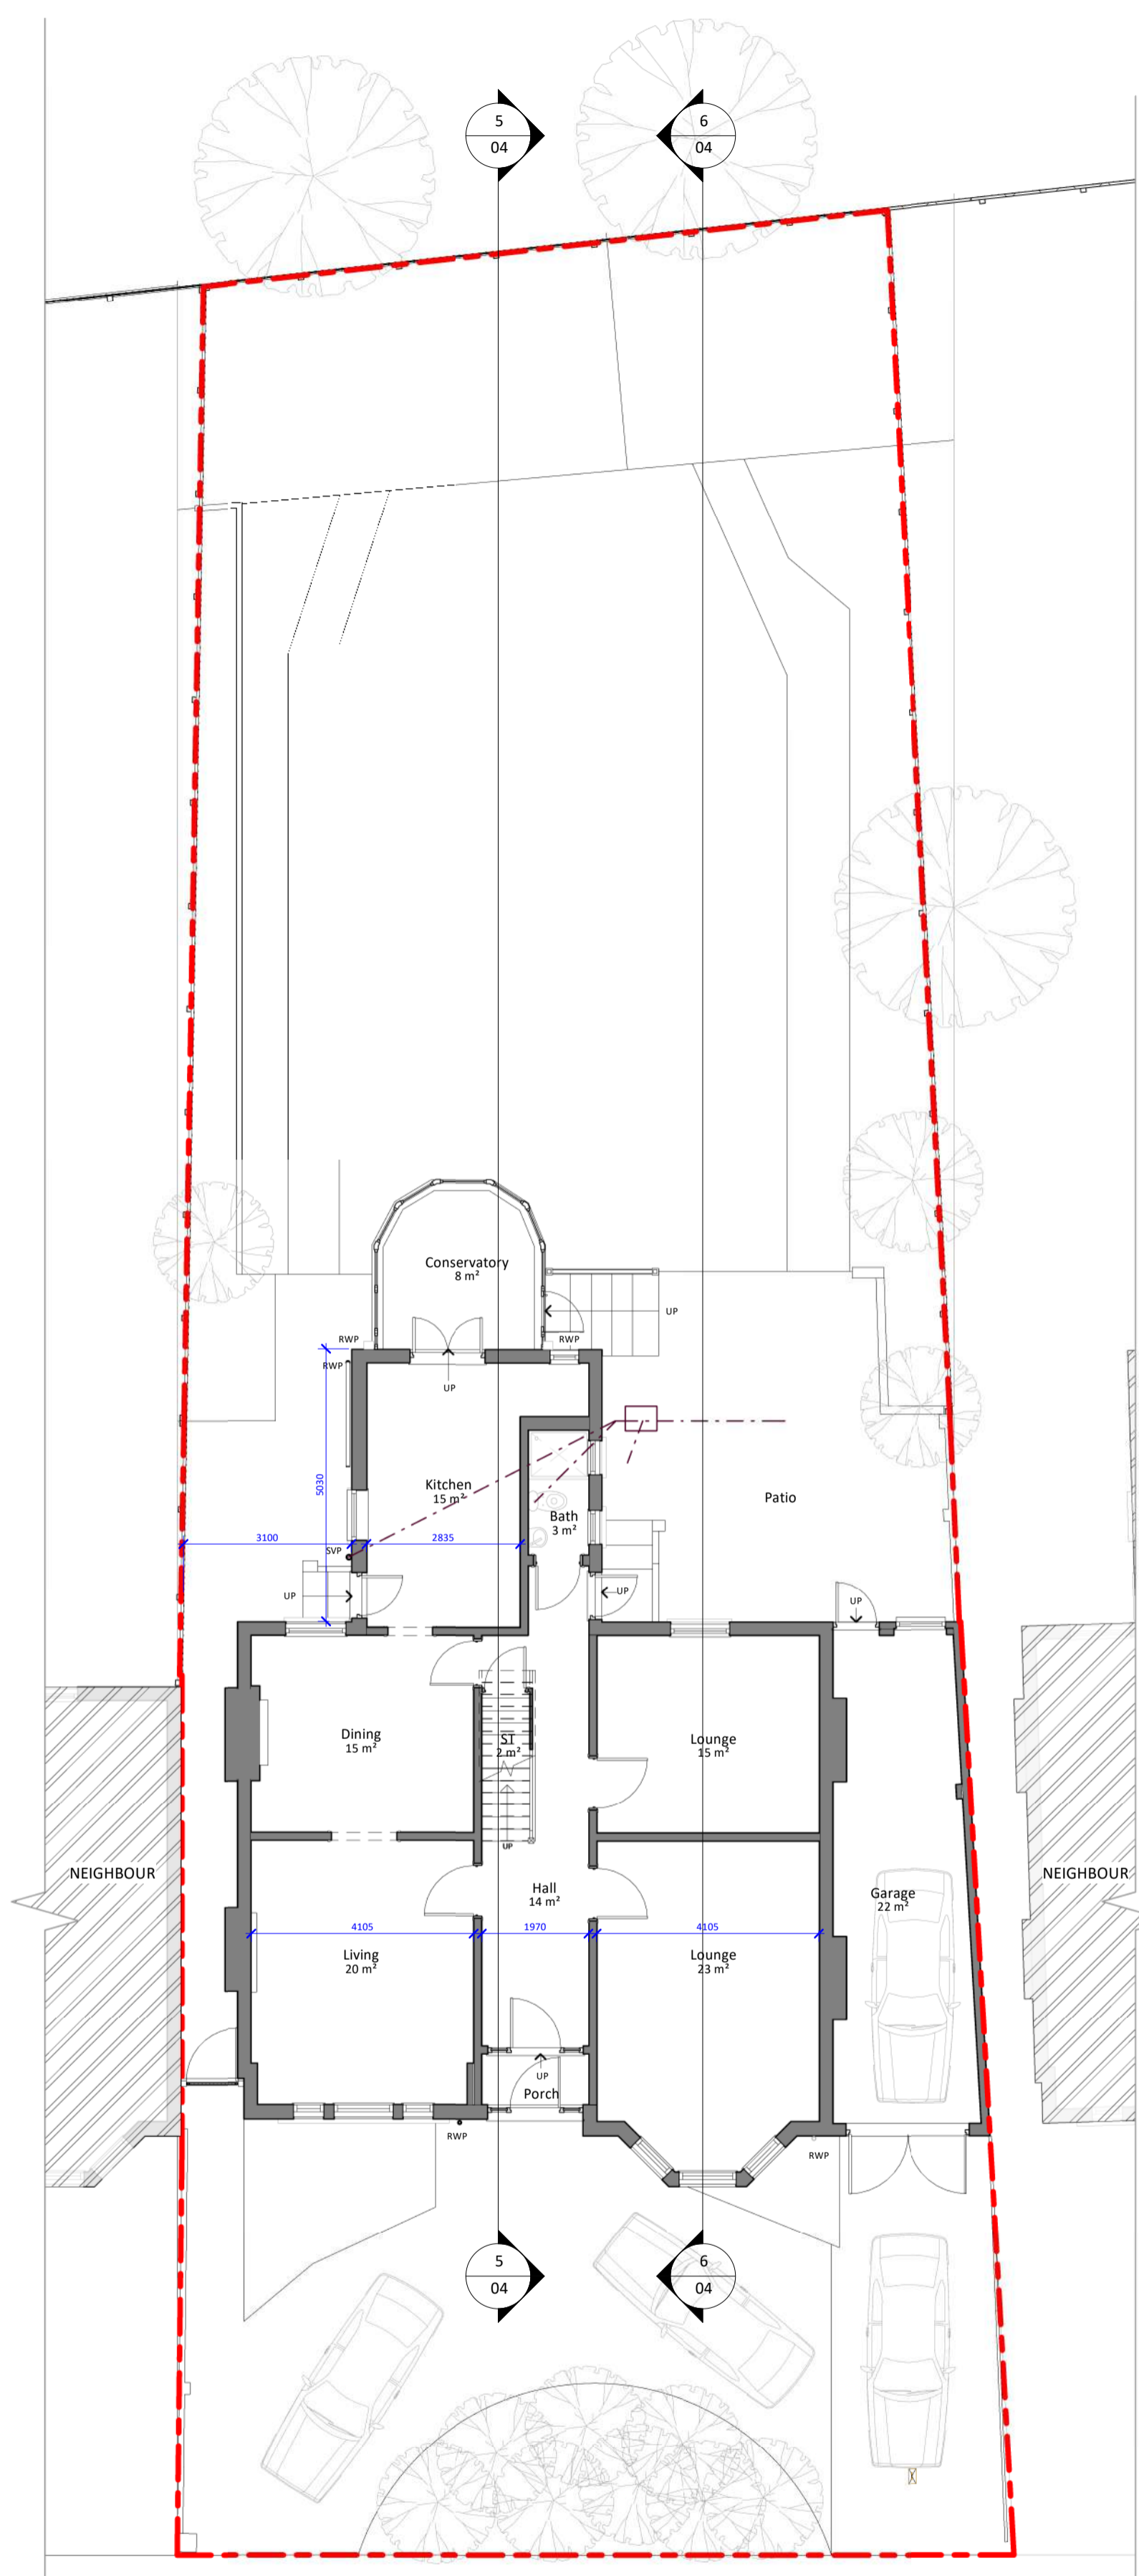 5
04
6
04
Conservatory
8 m²
UP
RWP
RWP
RWP
UP
Kitchen
15 m²
5030
Bath
3 m²
Patio
3100
2835
SVP
UP
UP
UP
Dining
15 m²
ST
2 m²
Lounge
15 m²
UP
NEIGHBOUR
NEIGHBOUR
Hall
14 m²
Garage
22 m²
4105
1970
4105
Living
20 m²
Lounge
23 m²
UP
Porch
RWP
RWP
5
04
6
04